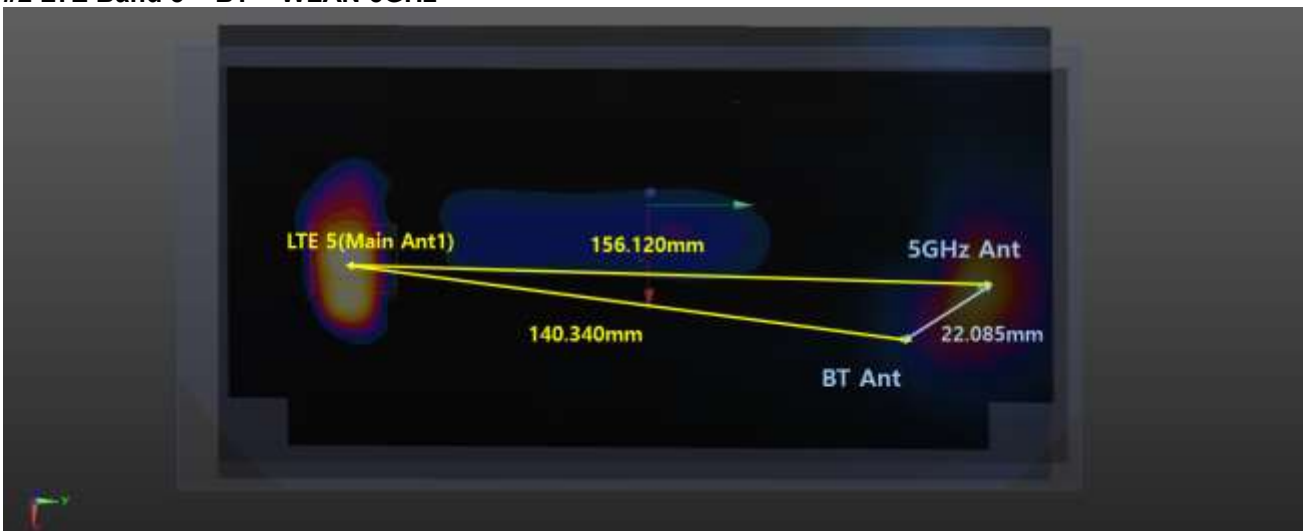 LTE 5(Main Ant1)
156.120mm
5GHz Ant
140.340mm
22.085mm
BT Ant
Y